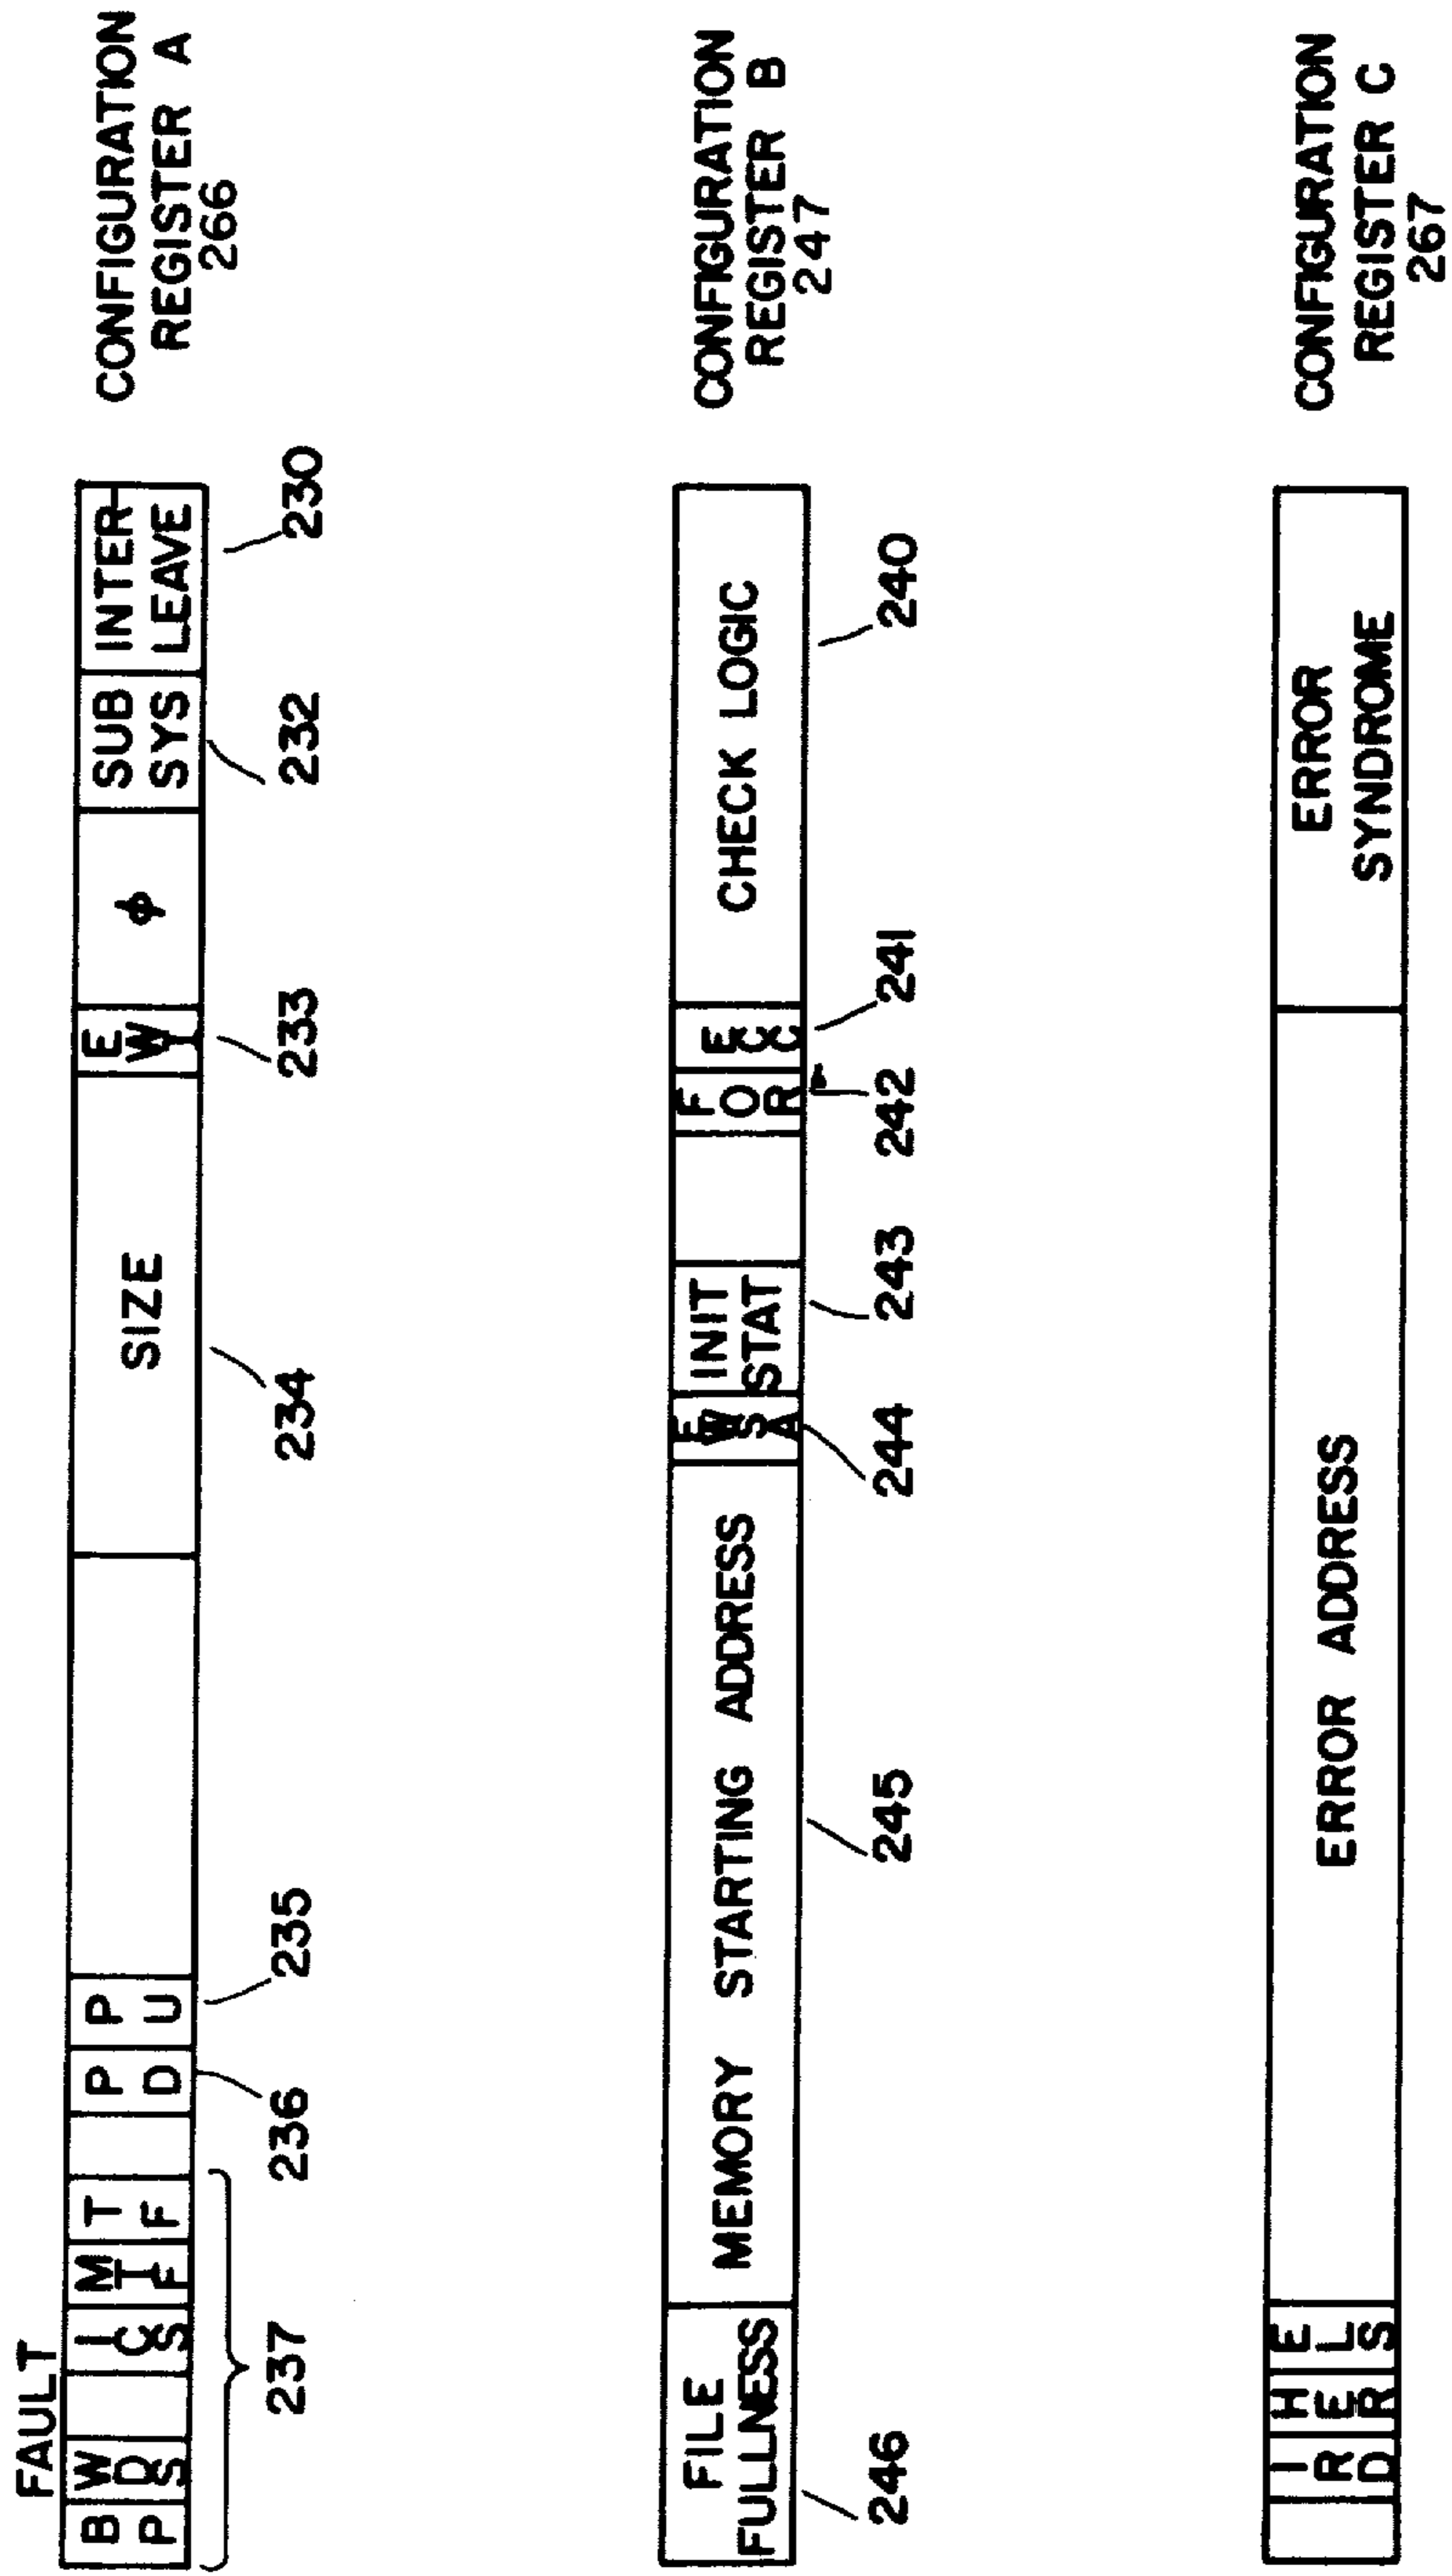 FAULT
B P
W D S
I C S
M T F
T F
P D
P U
SIZE
E W I
φ
SUB
SYS
INTER-
LEAVE
CONFIGURATION
REGISTER A
266
237
236
235
234
233
232
230
FILE
FULLNESS
MEMORY STARTING ADDRESS
E W S A
INIT
STAT
F O R
E C C
CHECK LOGIC
CONFIGURATION
REGISTER B
247
246
245
244
243
242
241
240
I R D
H E R
E L S
ERROR ADDRESS
ERROR
SYNDROME
CONFIGURATION
REGISTER C
267